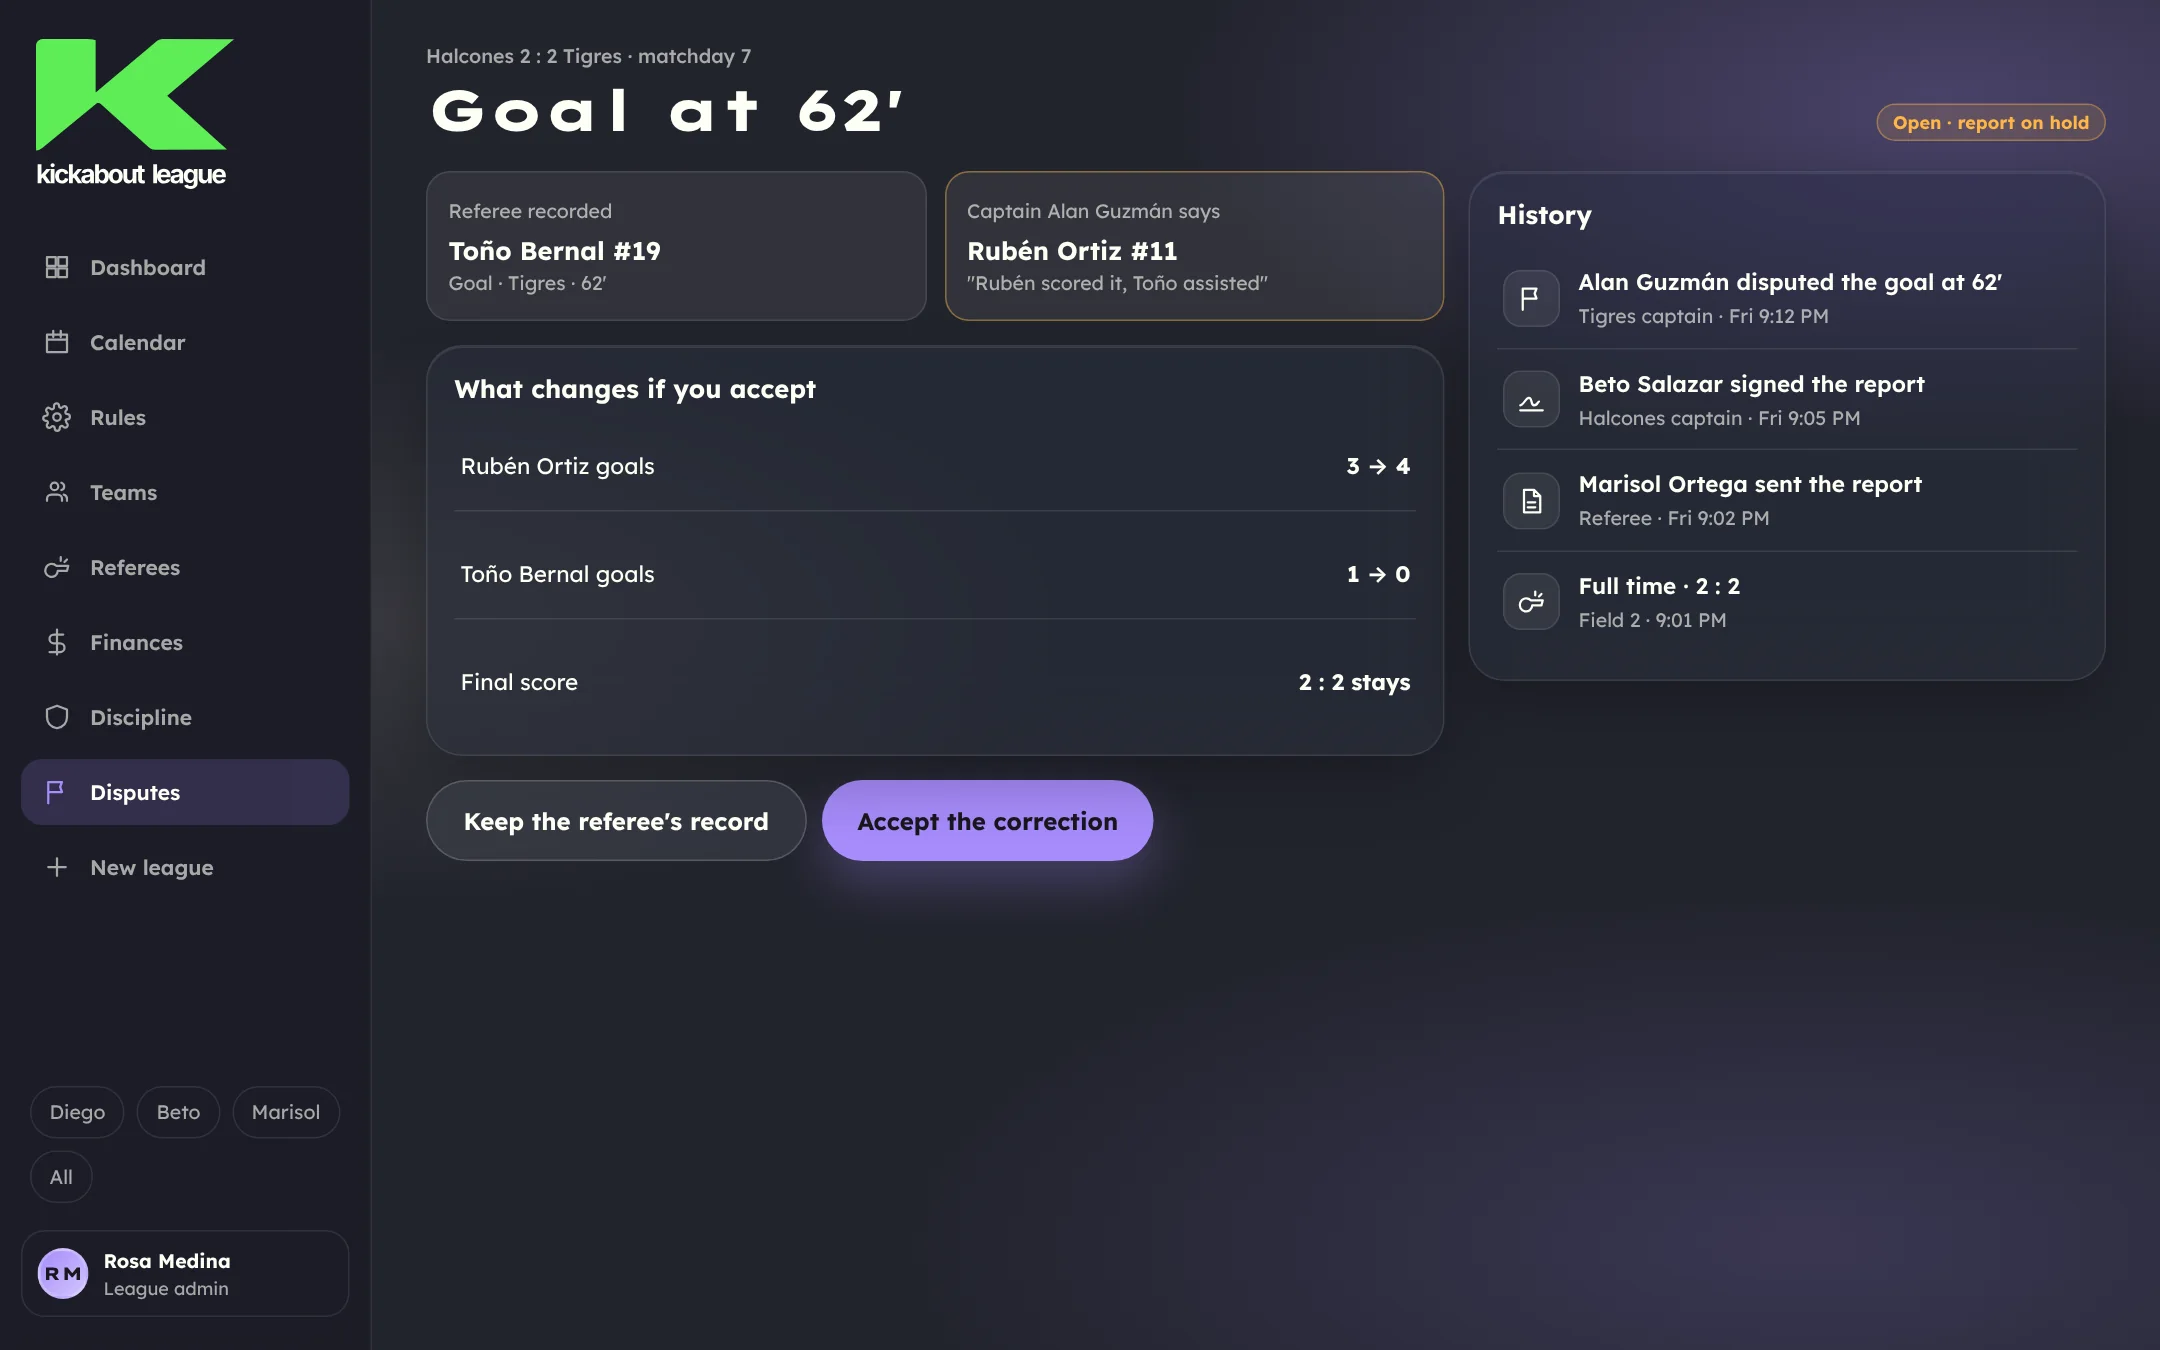 kickabout league
Dashboard
Calendar
Rules
Teams
Referees
Finances
Discipline
Disputes
New league
Diego
Beto
Marisol
All
RM
Rosa Medina
League admin
Halcones 2 : 2 Tigres · matchday 7
Goal at 62'
Open · report on hold
Referee recorded
Toño Bernal #19
Goal · Tigres · 62'
Captain Alan Guzmán says
Rubén Ortiz #11
"Rubén scored it, Toño assisted"
What changes if you accept
Rubén Ortiz goals 3 → 4
Toño Bernal goals 1 → 0
Final score 2 : 2 stays
Keep the referee's record
Accept the correction
History
Alan Guzmán disputed the goal at 62'
Tigres captain · Fri 9:12 PM
Beto Salazar signed the report
Halcones captain · Fri 9:05 PM
Marisol Ortega sent the report
Referee · Fri 9:02 PM
Full time · 2 : 2
Field 2 · 9:01 PM